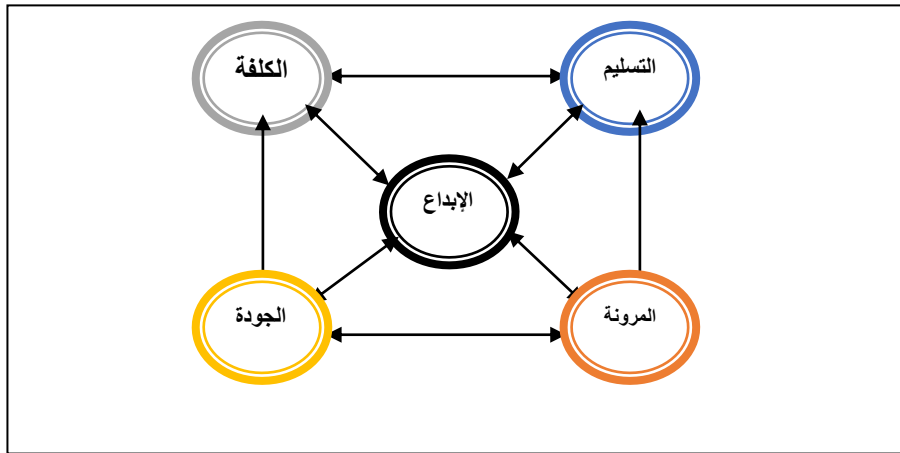 التسليم
الكلفة
الإبداع
المرونة
الجودة